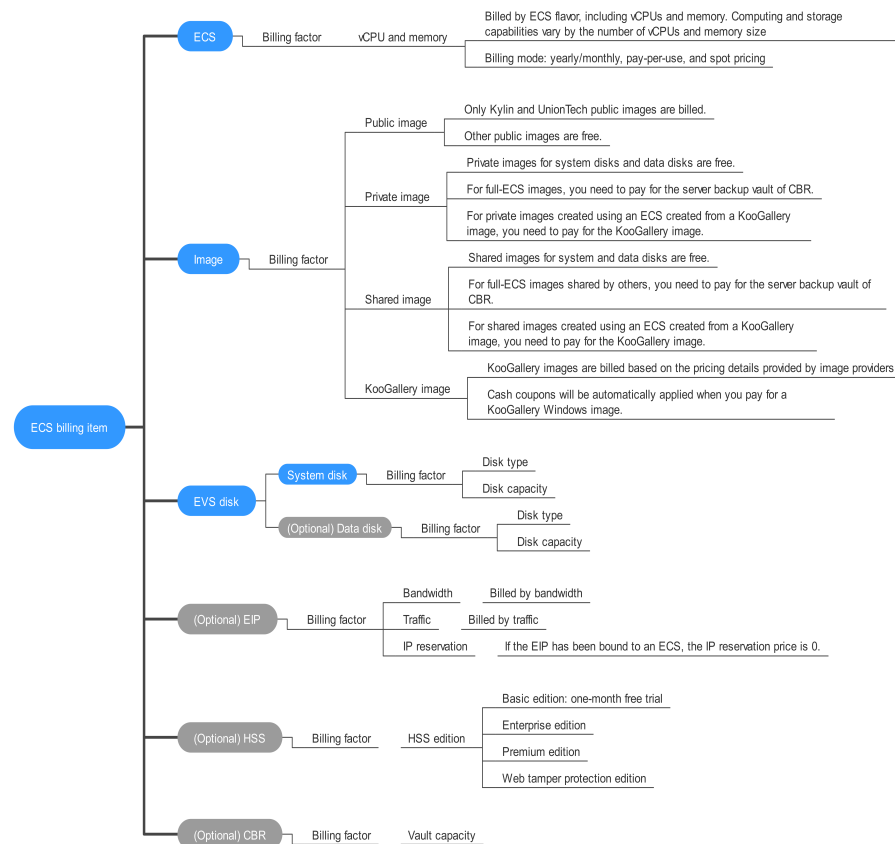 ECS billing item
ECS
Billing factor
vCPU and memory
Billed by ECS flavor, including vCPUs and memory. Computing and storage
capabilities vary by the number of vCPUs and memory size
Billing mode: yearly/monthly, pay-per-use, and spot pricing
Image
Billing factor
Public image
Only Kylin and UnionTech public images are billed.
Other public images are free.
Private image
Private images for system disks and data disks are free.
For full-ECS images, you need to pay for the server backup vault of CBR.
For private images created using an ECS created from a KooGallery
image, you need to pay for the KooGallery image.
Shared image
Shared images for system and data disks are free.
For full-ECS images shared by others, you need to pay for the server backup vault of
CBR.
For shared images created using an ECS created from a KooGallery
image, you need to pay for the KooGallery image.
KooGallery image
KooGallery images are billed based on the pricing details provided by image providers
Cash coupons will be automatically applied when you pay for a
KooGallery Windows image.
EVS disk
System disk
Billing factor
Disk type
Disk capacity
(Optional) Data disk
Billing factor
Disk type
Disk capacity
(Optional) EIP
Billing factor
Bandwidth
Billed by bandwidth
Traffic
Billed by traffic
IP reservation
If the EIP has been bound to an ECS, the IP reservation price is 0.
(Optional) HSS
Billing factor
HSS edition
Basic edition: one-month free trial
Enterprise edition
Premium edition
Web tamper protection edition
(Optional) CBR
Billing factor
Vault capacity